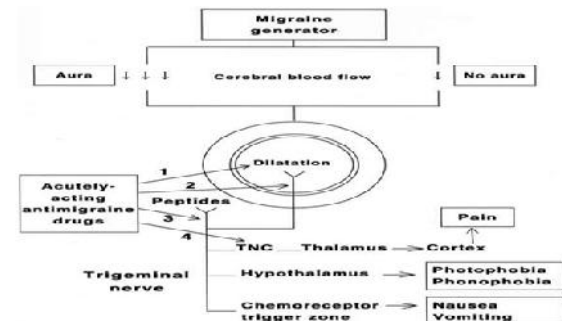 Migraine
generator
Aura
Cerebral blood flow
No aura
Dilatation
1
2
Acutely-
acting
antimigraine
drugs
Peptides
3
4
Pain
TNC Thalamus Cortex
Trigeminal
nerve
Hypothalamus
Photophobia
Phonophobia
Chemoreceptor
trigger zone
Nausea
Vomiting